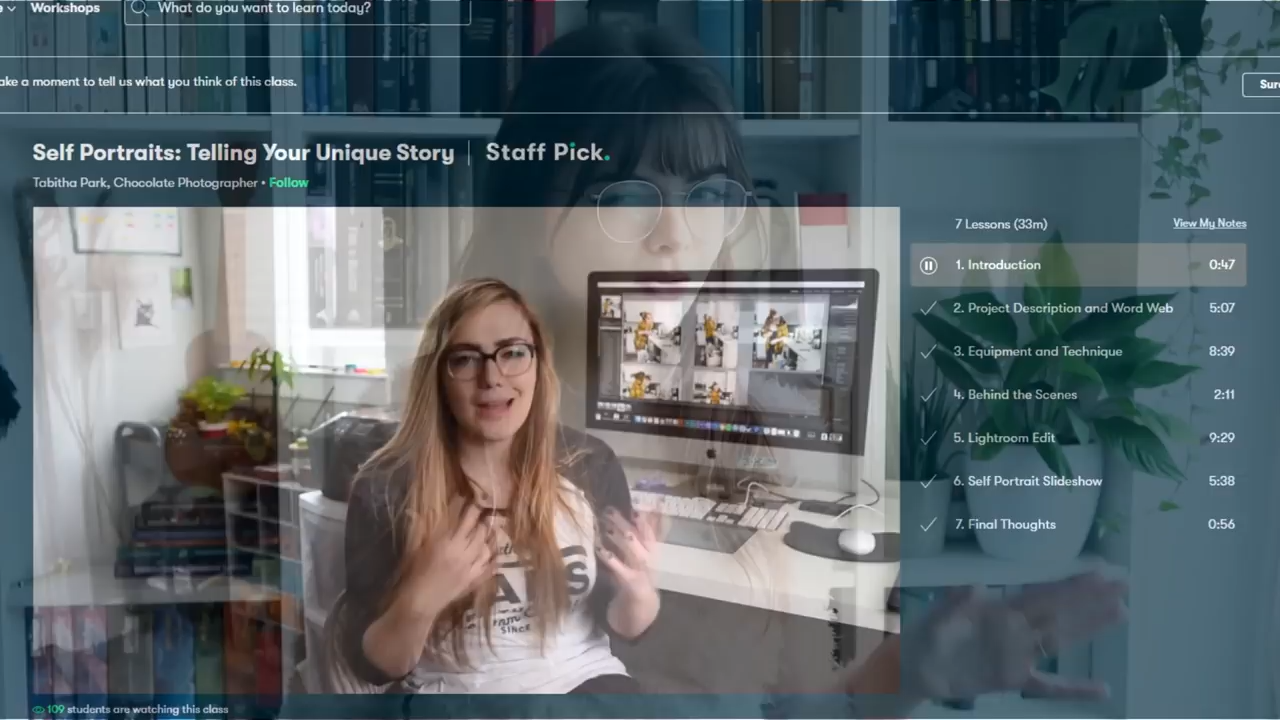 Workshops
What do you want to learn today?
ake a moment to tell us what you think of this class.
Sur
Self Portraits: Telling Your Unique Story | Staff Pick.
Tabitha Park, Chocolate Photographer • Follow
7 Lessons (33m)
View My Notes
1. Introduction 0:47
2. Project Description and Word Web 5:07
3. Equipment and Technique 8:39
4. Behind the Scenes 2:11
5. Lightroom Edit 9:29
6. Self Portrait Slideshow 5:38
7. Final Thoughts 0:56
SINCE
109 students are watching this class